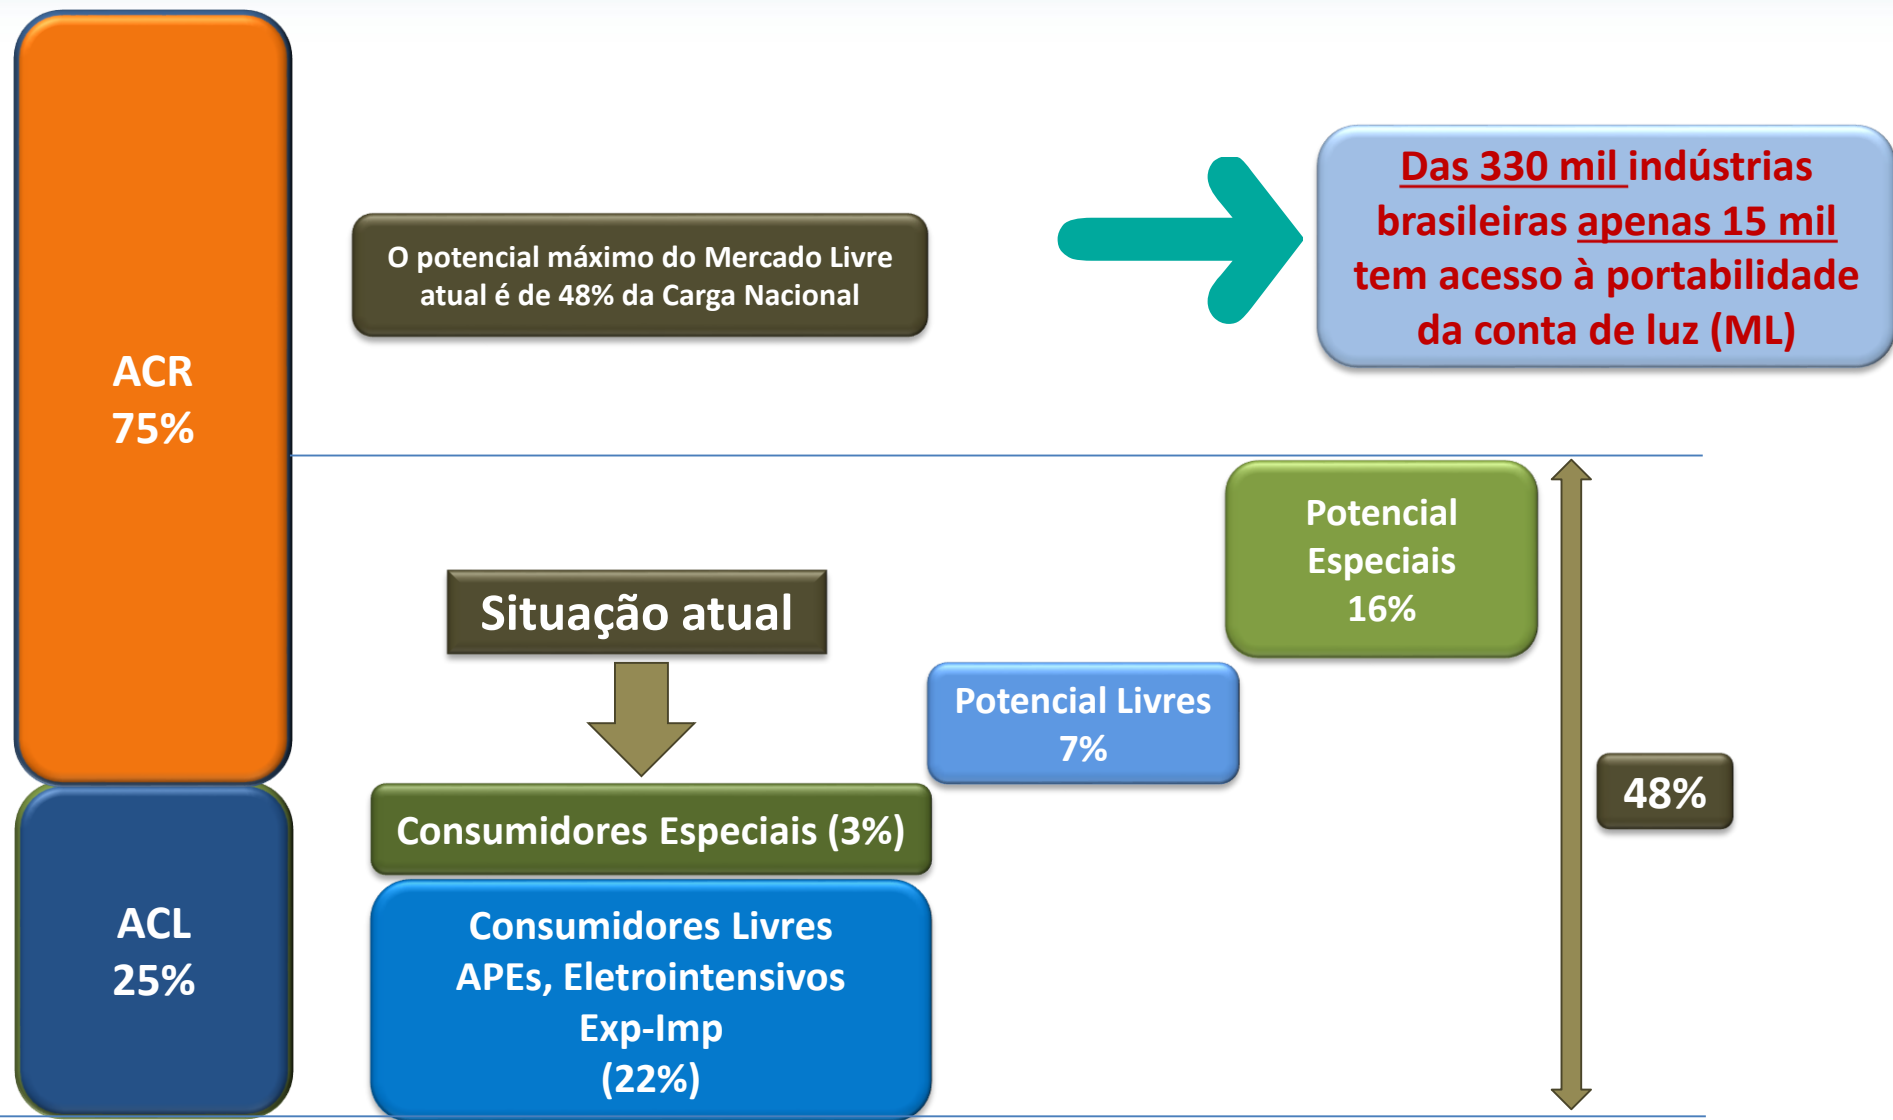 ACR
75%
O potencial máximo do Mercado Livre
atual é de 48% da Carga Nacional
Das 330 mil indústrias
brasileiras apenas 15 mil
tem acesso à portabilidade
da conta de luz (ML)
Potencial
Especiais
16%
Situação atual
Potencial Livres
7%
48%
Consumidores Especiais (3%)
ACL
25%
Consumidores Livres
APEs, Eletrointensivos
Exp-Imp
(22%)